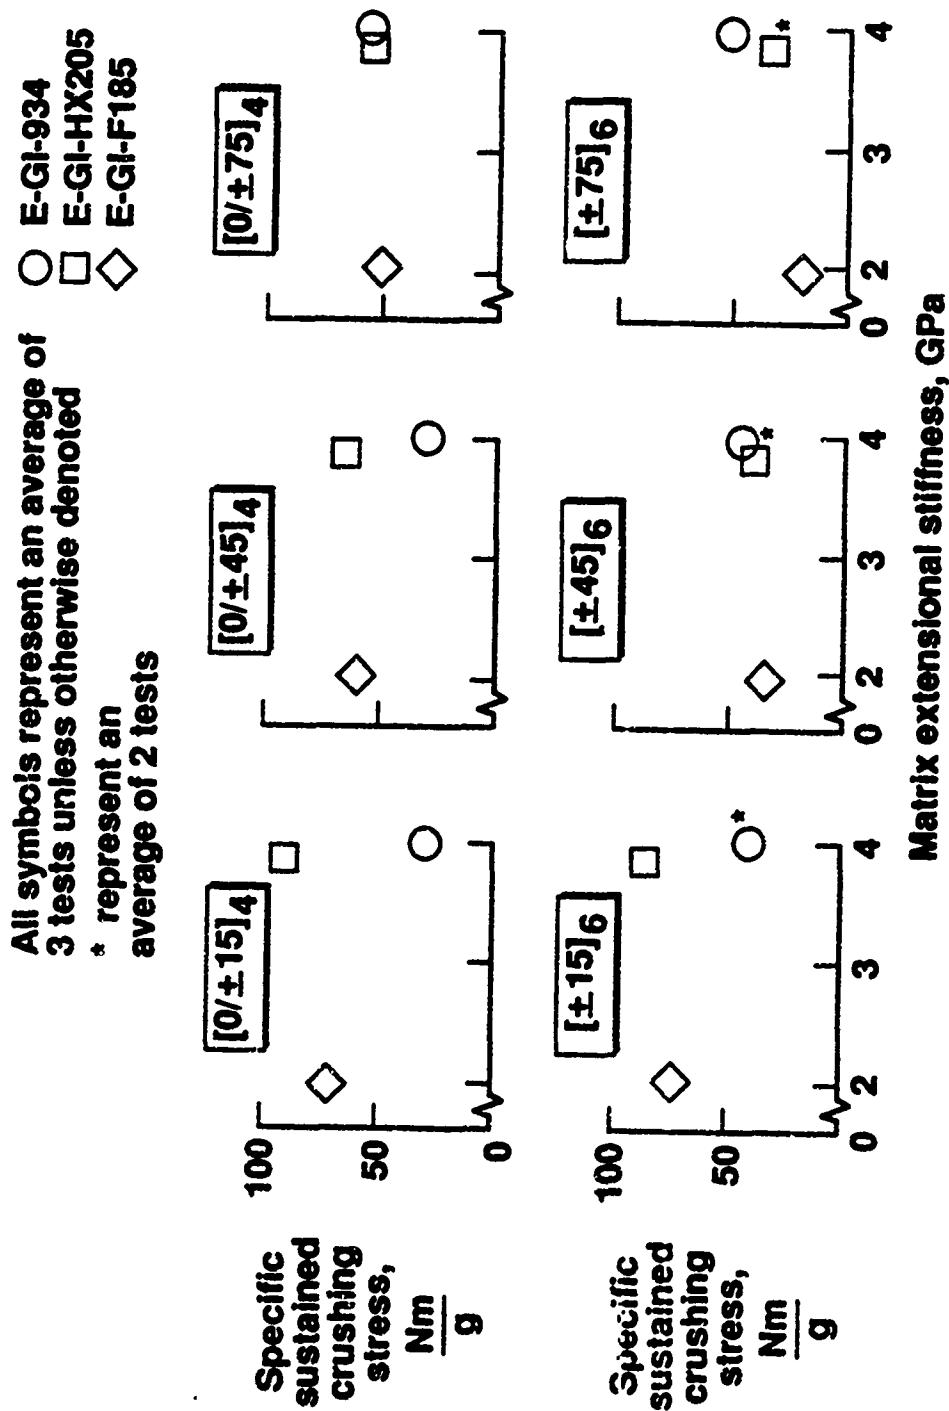 All symbols represent an average of
3 tests unless otherwise denoted
* represent an
average of 2 tests
E-Gl-934
E-Gl-HX205
E-Gl-F185
Specific
sustained
crushing
stress,
Nm
g
100
50
0
[0/±15]4
[0/±45]4
[0/±75]4
Specific
sustained
crushing
stress,
Nm
g
100
50
[±15]6
*
[±45]6
*
[±75]6
*
0 2 3 4
0 2 3 4
0 2 3 4
Matrix extensional stiffness, GPa